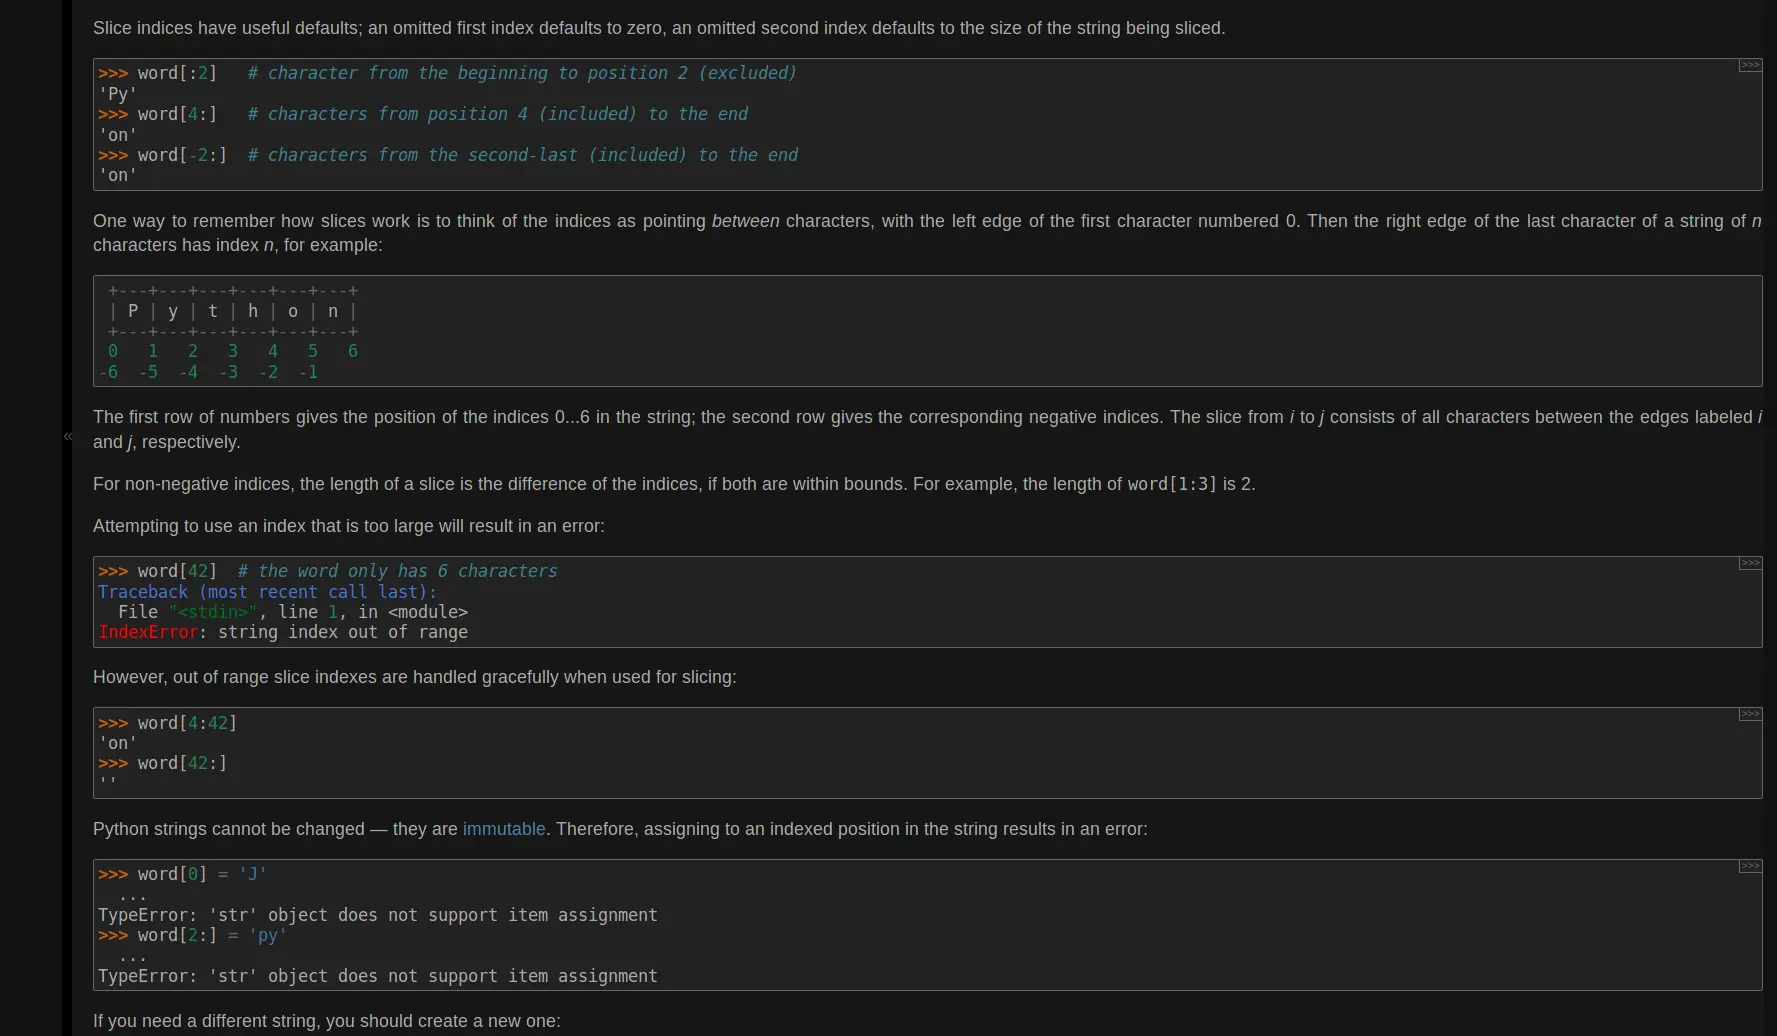 Slice indices have useful defaults; an omitted first index defaults to zero, an omitted second index defaults to the size of the string being sliced.
>>> word[:2]   # character from the beginning to position 2 (excluded)
>>>
'Py'
>>> word[4:]   # characters from position 4 (included) to the end
'on'
>>> word[-2:]  # characters from the second-last (included) to the end
'on'
One way to remember how slices work is to think of the indices as pointing between characters, with the left edge of the first character numbered 0. Then the right edge of the last character of a string of n
characters has index n, for example:
 +---+---+---+---+---+---+
 | P | y | t | h | o | n |
 +---+---+---+---+---+---+
 0   1   2   3   4   5   6
-6  -5  -4  -3  -2  -1
The first row of numbers gives the position of the indices 0...6 in the string; the second row gives the corresponding negative indices. The slice from i to j consists of all characters between the edges labeled i
«
and j, respectively.
For non-negative indices, the length of a slice is the difference of the indices, if both are within bounds. For example, the length of word[1:3] is 2.
Attempting to use an index that is too large will result in an error:
>>> word[42]  # the word only has 6 characters
>>>
Traceback (most recent call last):
  File "<stdin>", line 1, in <module>
IndexError: string index out of range
However, out of range slice indexes are handled gracefully when used for slicing:
>>> word[4:42]
>>>
'on'
>>> word[42:]
''
Python strings cannot be changed — they are immutable. Therefore, assigning to an indexed position in the string results in an error:
>>> word[0] = 'J'
>>>
  ...
TypeError: 'str' object does not support item assignment
>>> word[2:] = 'py'
  ...
TypeError: 'str' object does not support item assignment
If you need a different string, you should create a new one: